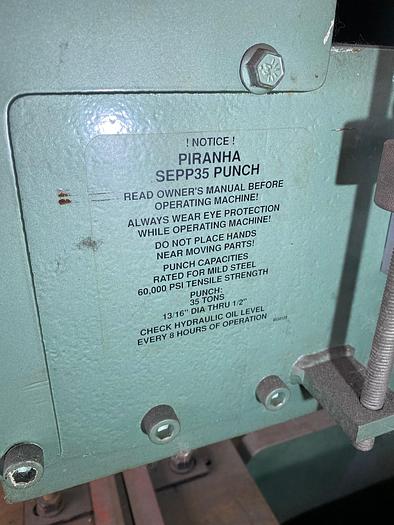 ! NOTICE !
PIRANHA
SEPP35 PUNCH
READ OWNER'S MANUAL BEFORE
OPERATING MACHINE!
ALWAYS WEAR EYE PROTECTION
WHILE OPERATING MACHINE!
DO NOT PLACE HANDS
NEAR MOVING PARTS!
PUNCH CAPACITIES
RATED FOR MILD STEEL
60,000 PSI TENSILE STRENGTH
PUNCH:
35 TONS
13/16" DIA THRU 1/2"
CHECK HYDRAULIC OIL LEVEL
EVERY 8 HOURS OF OPERATION